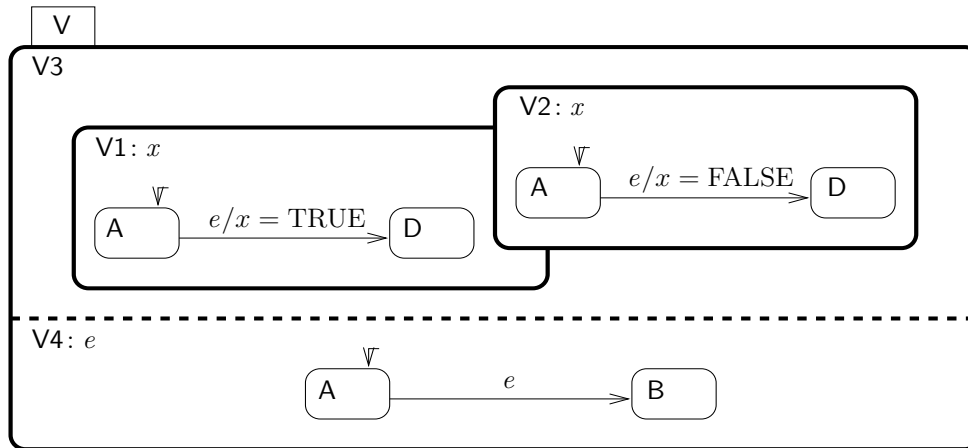 V
V3
V2: x
V1: x
A
e/x = FALSE
D
A
e/x = TRUE
D
V4: e
A
e
B